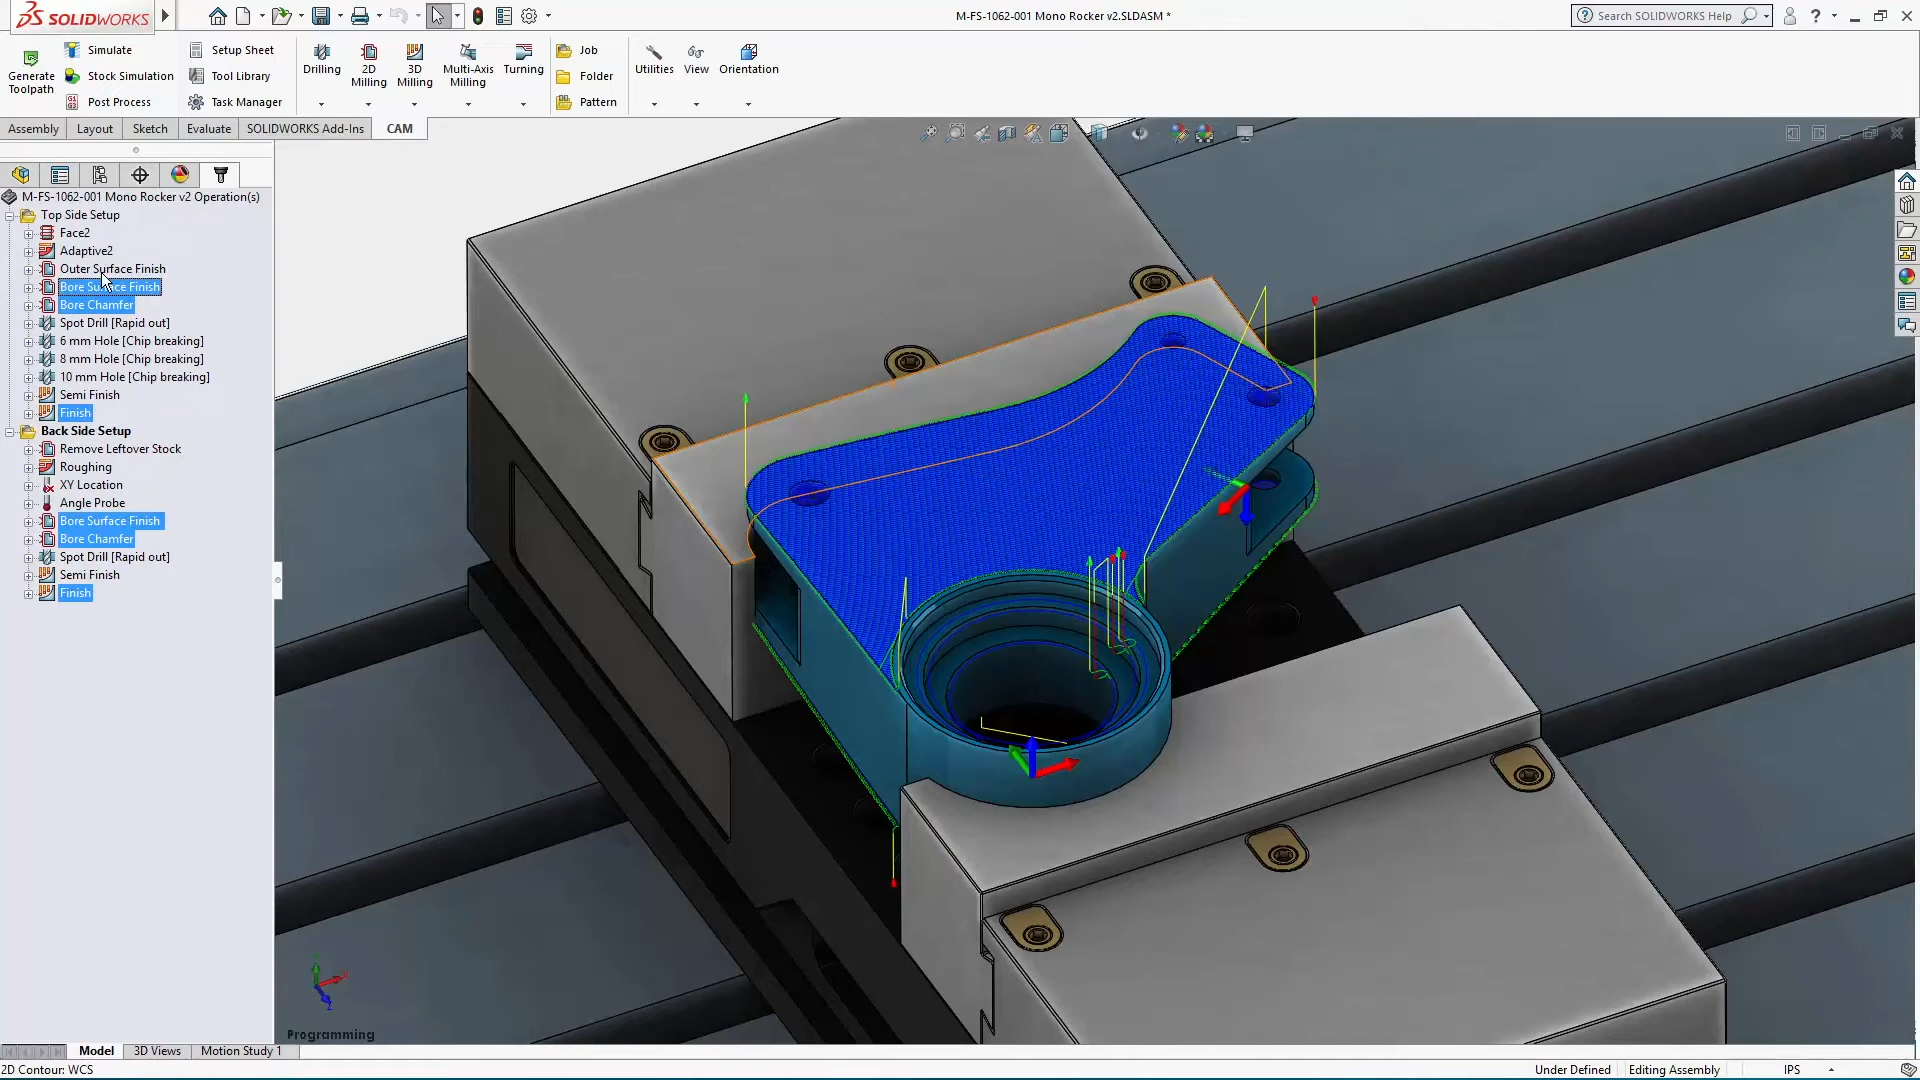 SOLIDWORKS
M-FS-1062-001 Mono Rocker v2.SLDASM *
Search SOLIDWORKS Help
Generate Toolpath
Simulate
Stock Simulation
Post Process
Setup Sheet
Tool Library
Task Manager
Drilling
2D Milling
3D Milling
Multi-Axis Milling
Turning
Job
Folder
Pattern
Utilities
View
Orientation
Assembly
Layout
Sketch
Evaluate
SOLIDWORKS Add-Ins
CAM
M-FS-1062-001 Mono Rocker v2 Operation(s)
Top Side Setup
Face2
Adaptive2
Outer Surface Finish
Bore Surface Finish
Bore Chamfer
Spot Drill [Rapid out]
6 mm Hole [Chip breaking]
8 mm Hole [Chip breaking]
10 mm Hole [Chip breaking]
Semi Finish
Finish
Back Side Setup
Remove Leftover Stock
Roughing
XY Location
Angle Probe
Bore Surface Finish
Bore Chamfer
Spot Drill [Rapid out]
Semi Finish
Finish
Programming
Model
3D Views
Motion Study 1
2D Contour: WCS
Under Defined
Editing Assembly
IPS